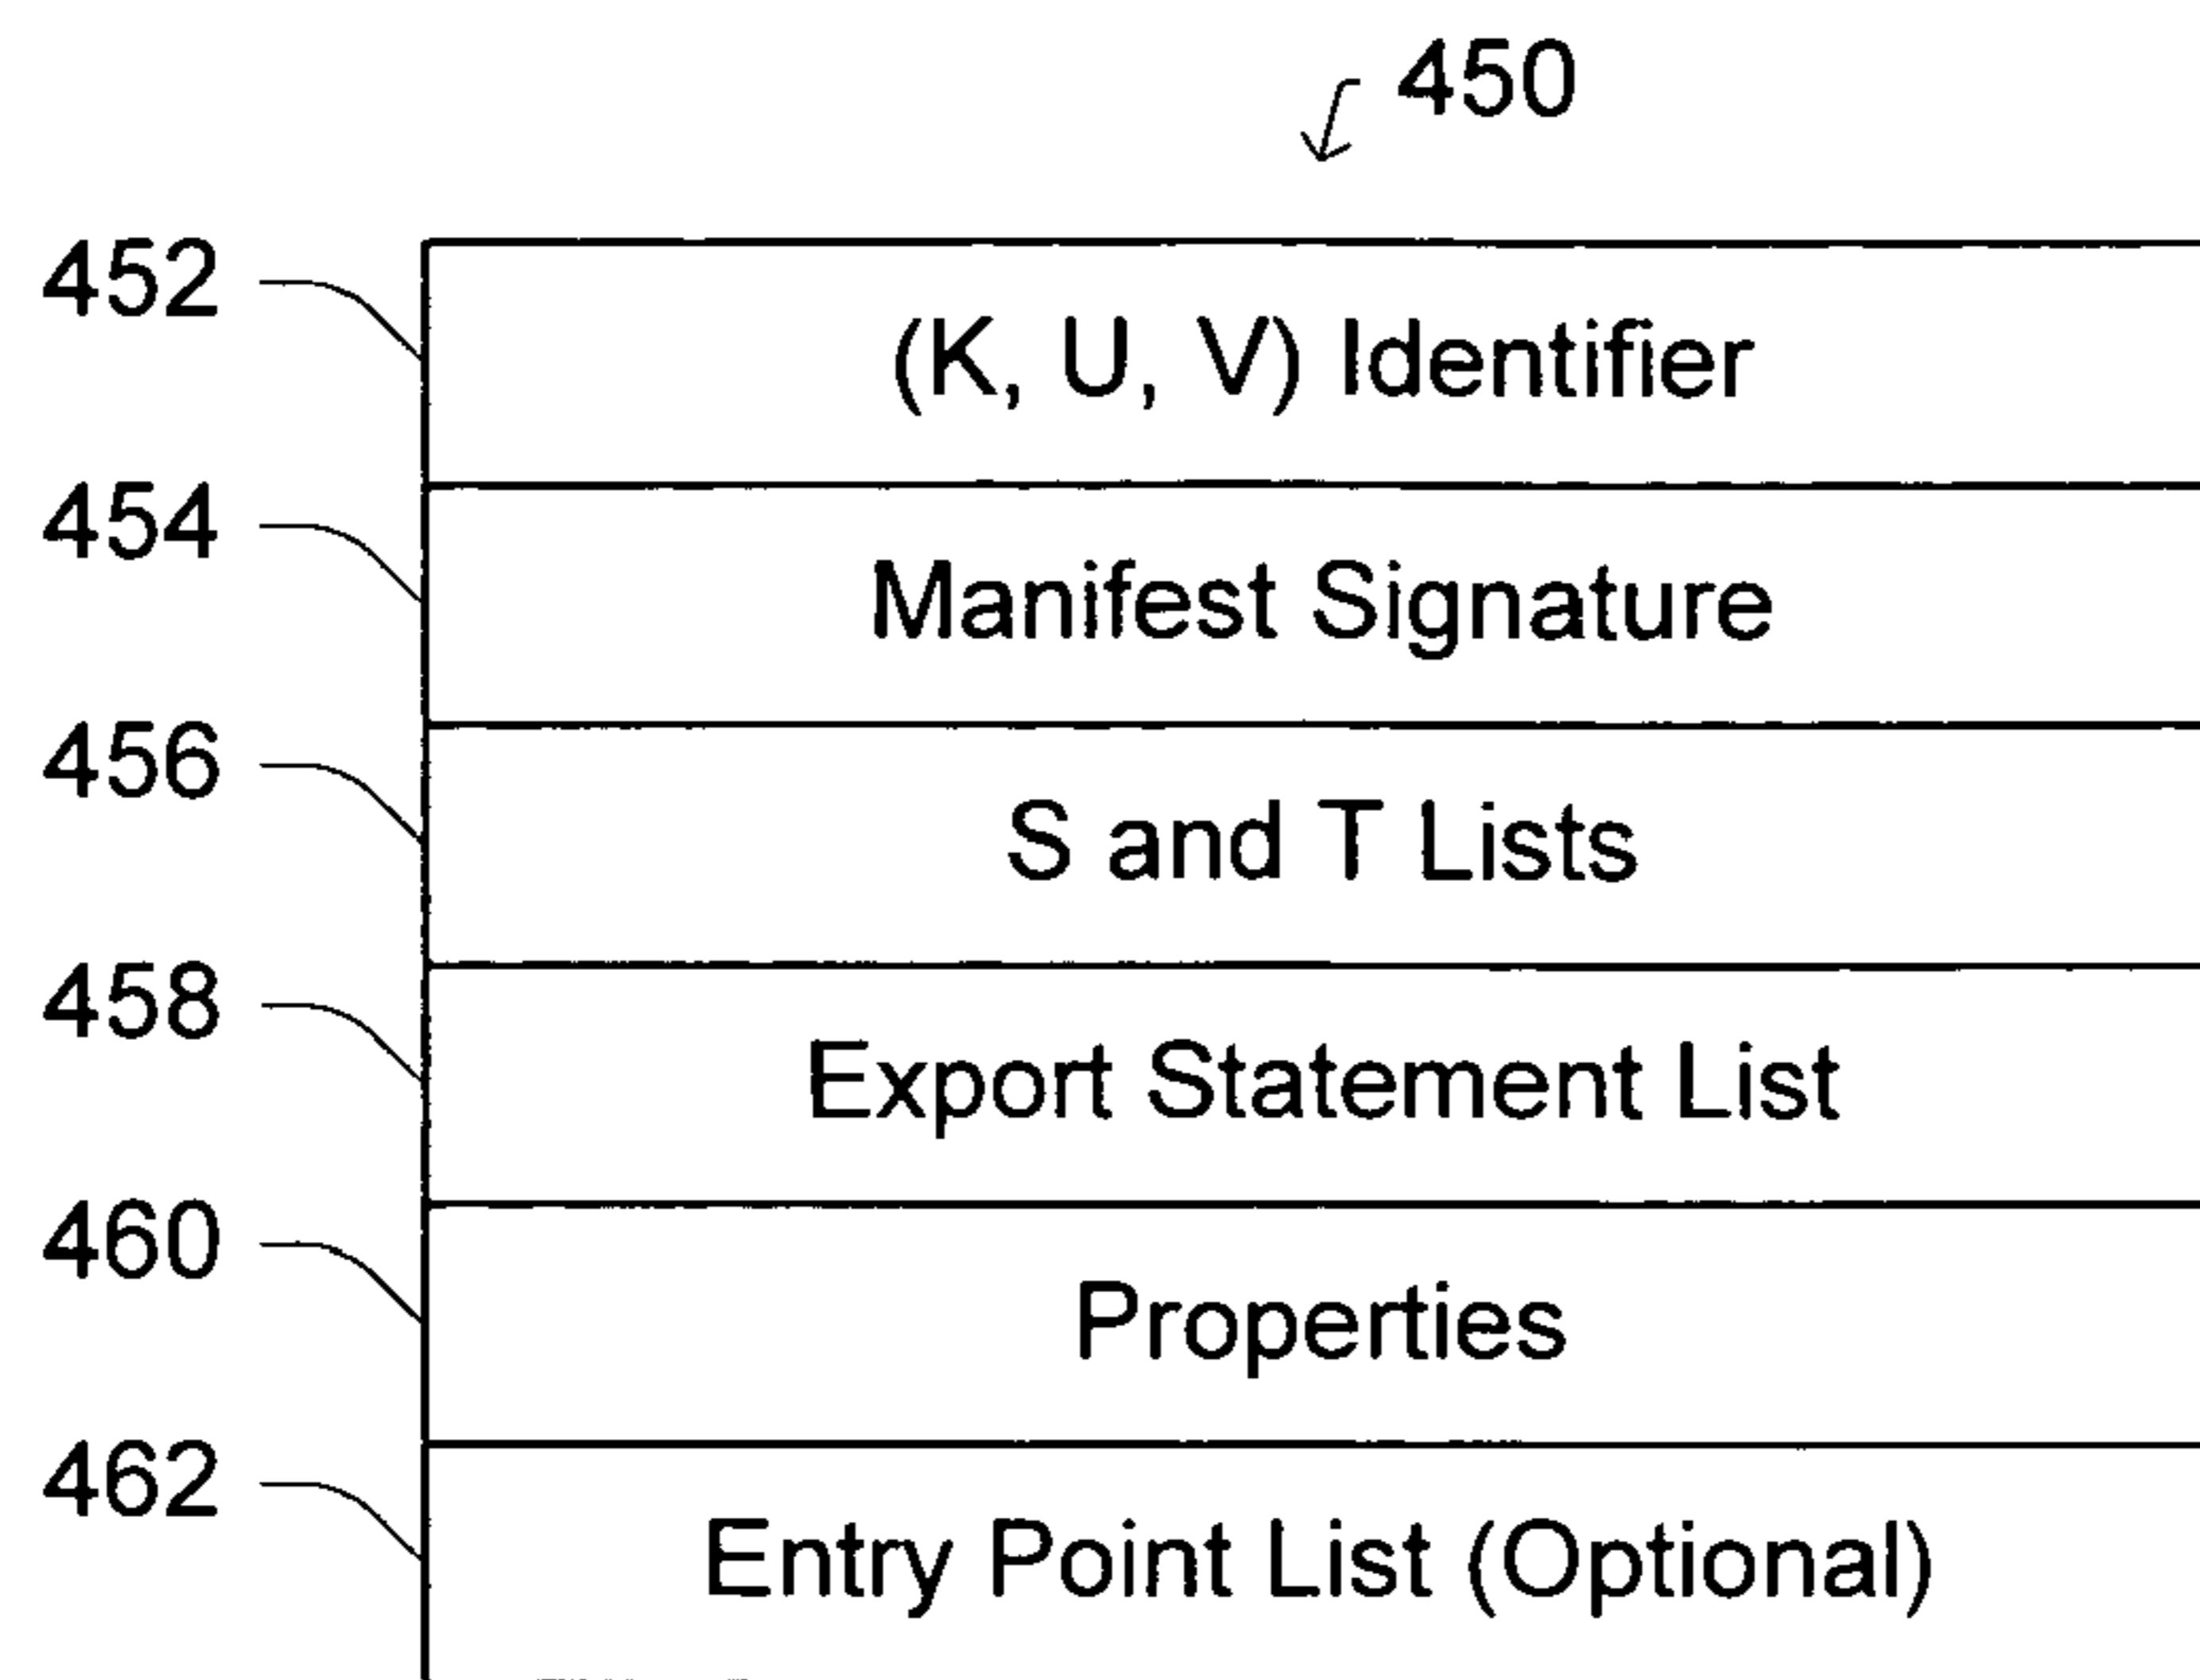 450
452 (K, U, V) Identifier
454 Manifest Signature
456 S and T Lists
458 Export Statement List
460 Properties
462 Entry Point List (Optional)